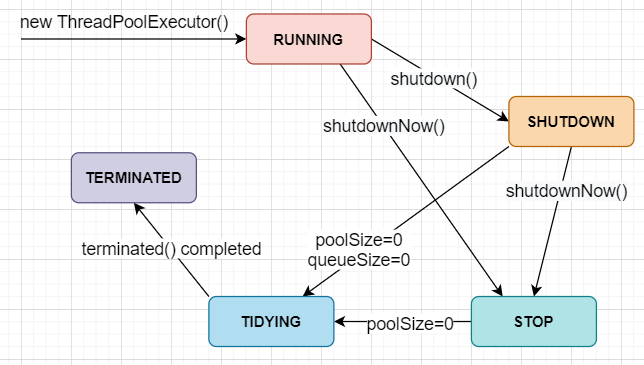 new ThreadPoolExecutor()
RUNNING
shutdown()
SHUTDOWN
shutdownNow()
TERMINATED
shutdownNow()
terminated() completed
poolSize=0
queueSize=0
TIDYING
poolSize=0
STOP